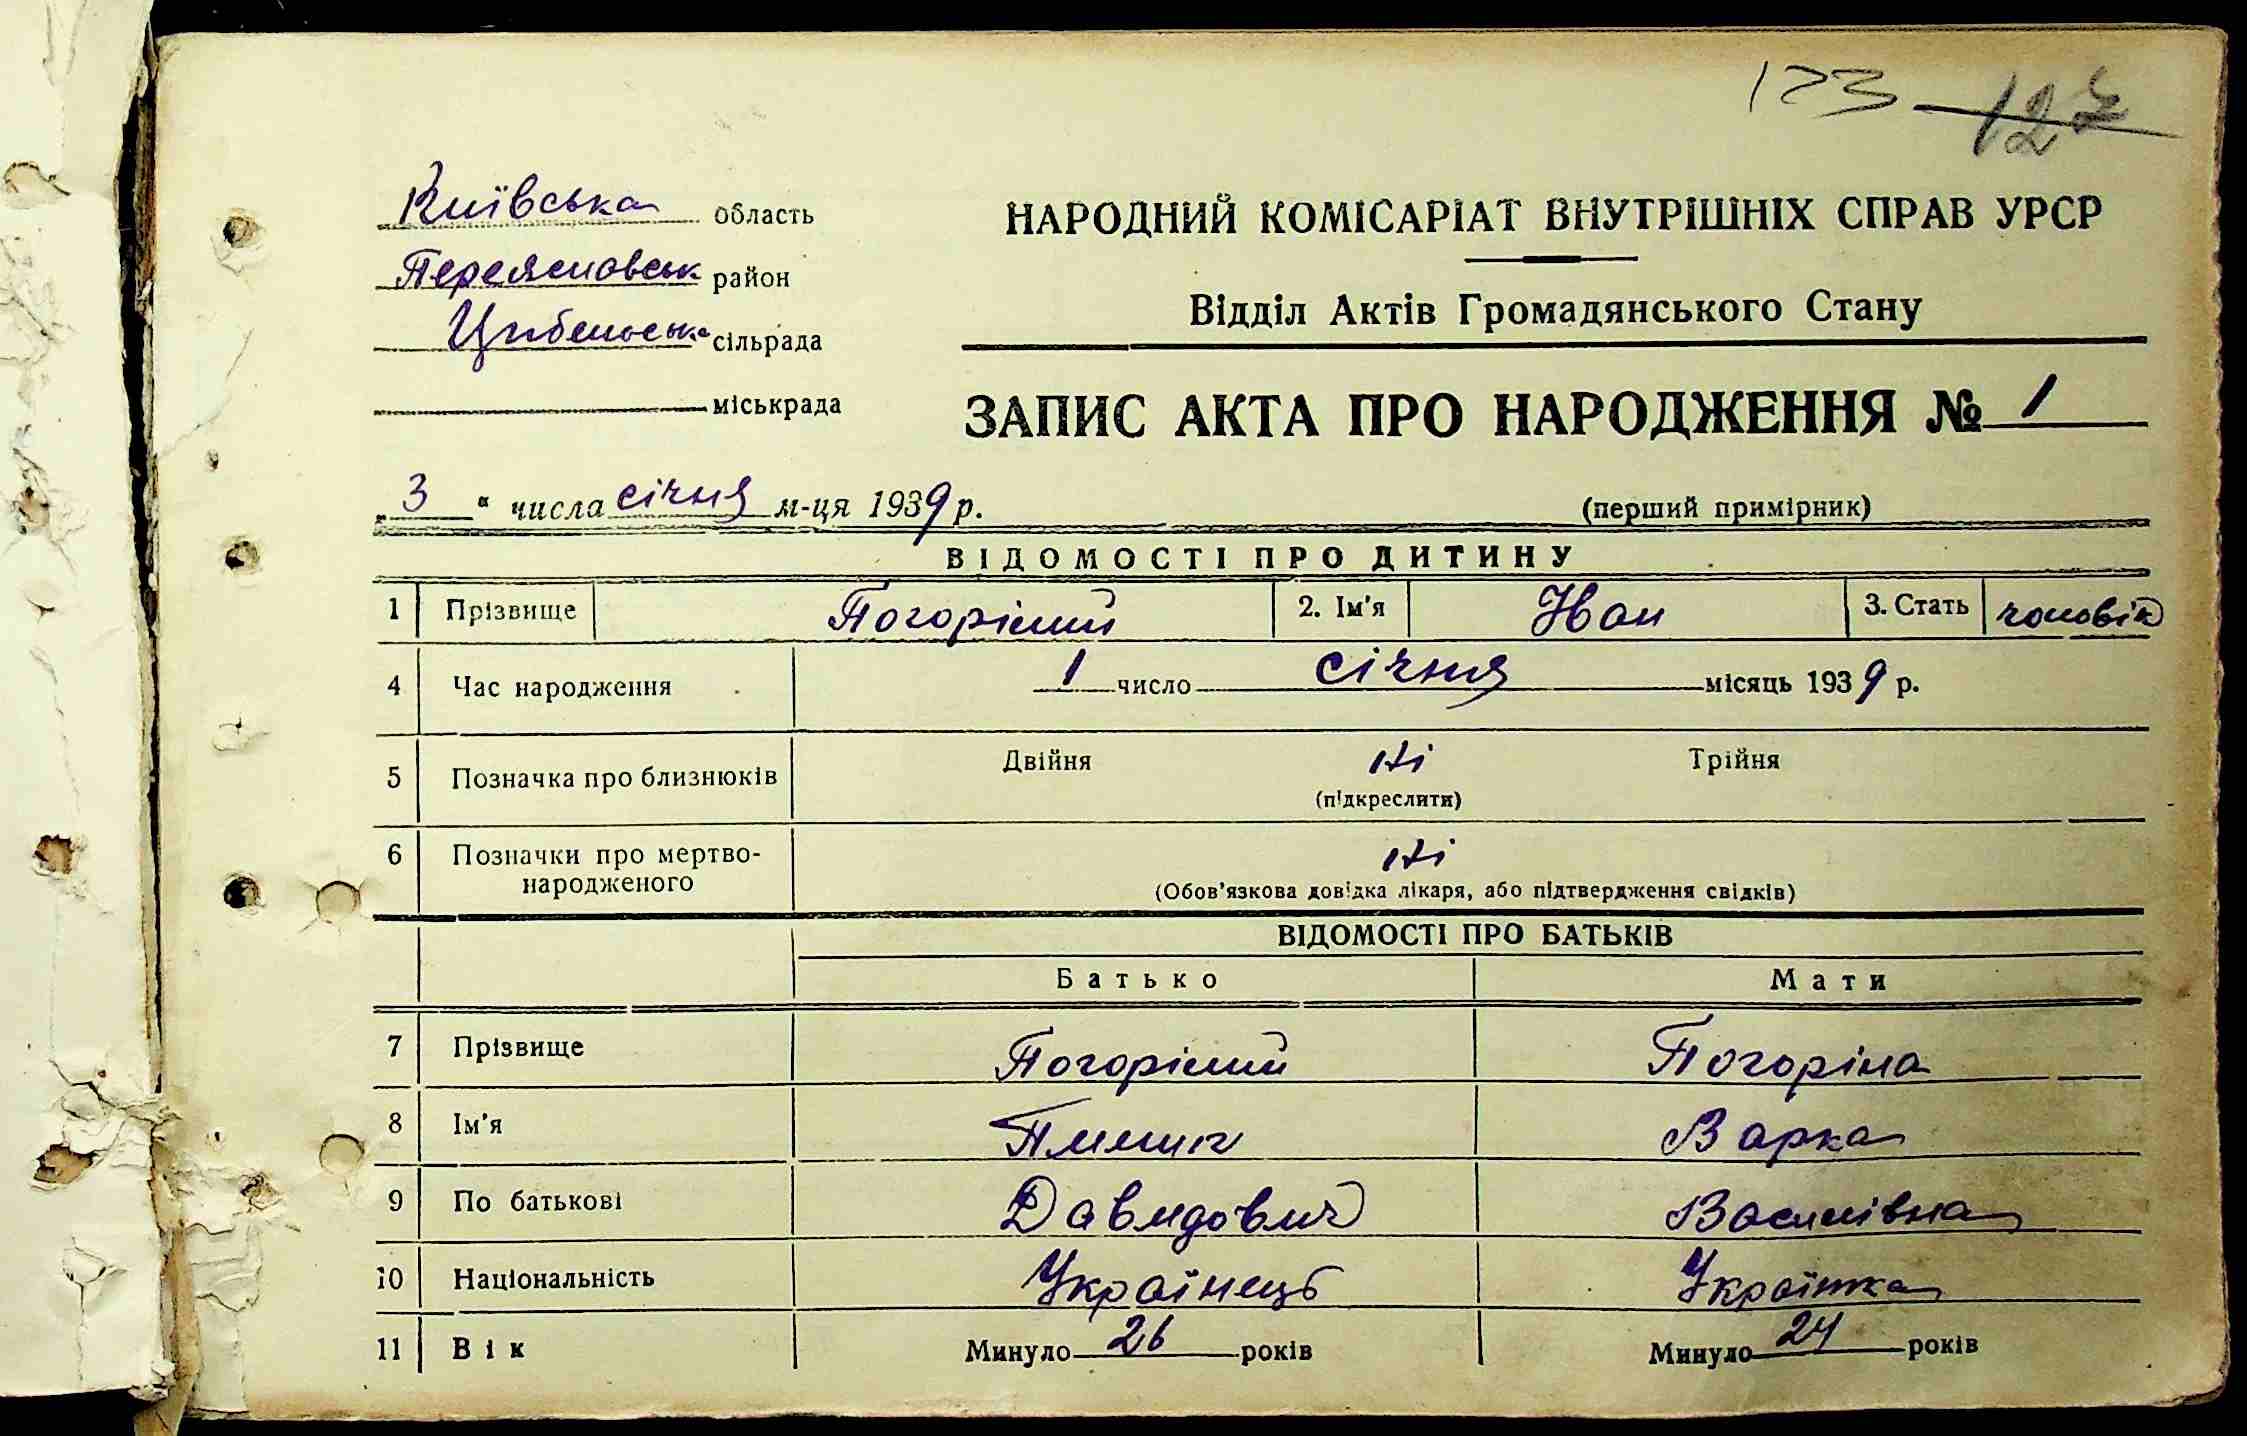 173 127
Київська область
Переяславськ район
Цибельська сільрада
міськрада
НАРОДНИЙ КОМІСАРІАТ ВНУТРІШНІХ СПРАВ УРСР
Відділ Актів Громадянського Стану
ЗАПИС АКТА ПРО НАРОДЖЕННЯ № 1
„3“ числа січня м-ця 1939 р.
(перший примірник)
ВІДОМОСТІ ПРО ДИТИНУ
1 Прізвище Погорілий 2. Ім'я Іван 3. Стать чоловік
4 Час народження 1 число січня місяць 1939 р.
5 Позначка про близнюків Двійня ні Трійня
(підкреслити)
6 Позначки про мертво-
народженого ні
(Обов'язкова довідка лікаря, або підтвердження свідків)
ВІДОМОСТІ ПРО БАТЬКІВ
Батько Мати
7 Прізвище Погорілий Погоріла
8 Ім'я Пилип Варка
9 По батькові Давидович Василівна
10 Національність Українець Українка
11 Вік Минуло 26 років Минуло 24 років